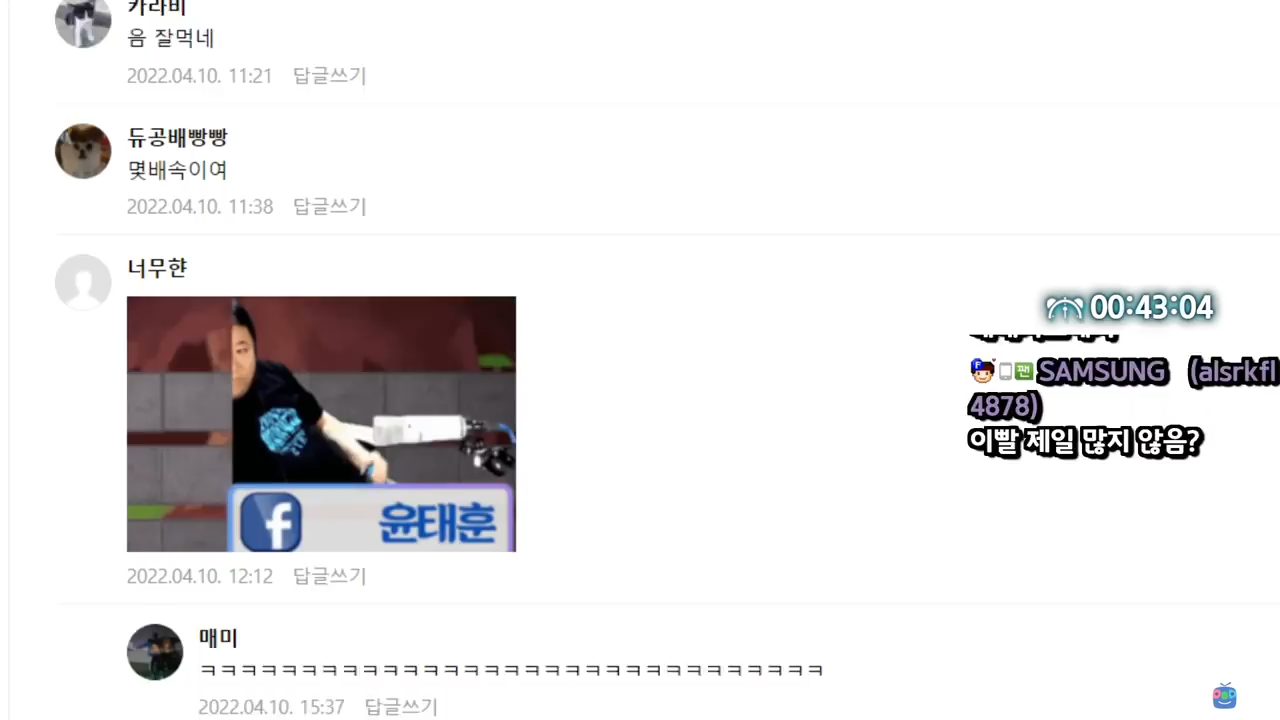 카라비
음 잘먹네
2022.04.10. 11:21 답글쓰기
듀공배빵빵
몇배속이여
2022.04.10. 11:38 답글쓰기
너무햔
f 윤태훈
2022.04.10. 12:12 답글쓰기
매미
ㅋㅋㅋㅋㅋㅋㅋㅋㅋㅋㅋㅋㅋㅋㅋㅋㅋㅋㅋㅋㅋㅋㅋㅋㅋㅋㅋㅋㅋㅋㅋ
2022.04.10. 15:37 답글쓰기
00:43:04
F 팬 SAMSUNG (alsrkfl
4878)
이빨 제일 많지 않음?